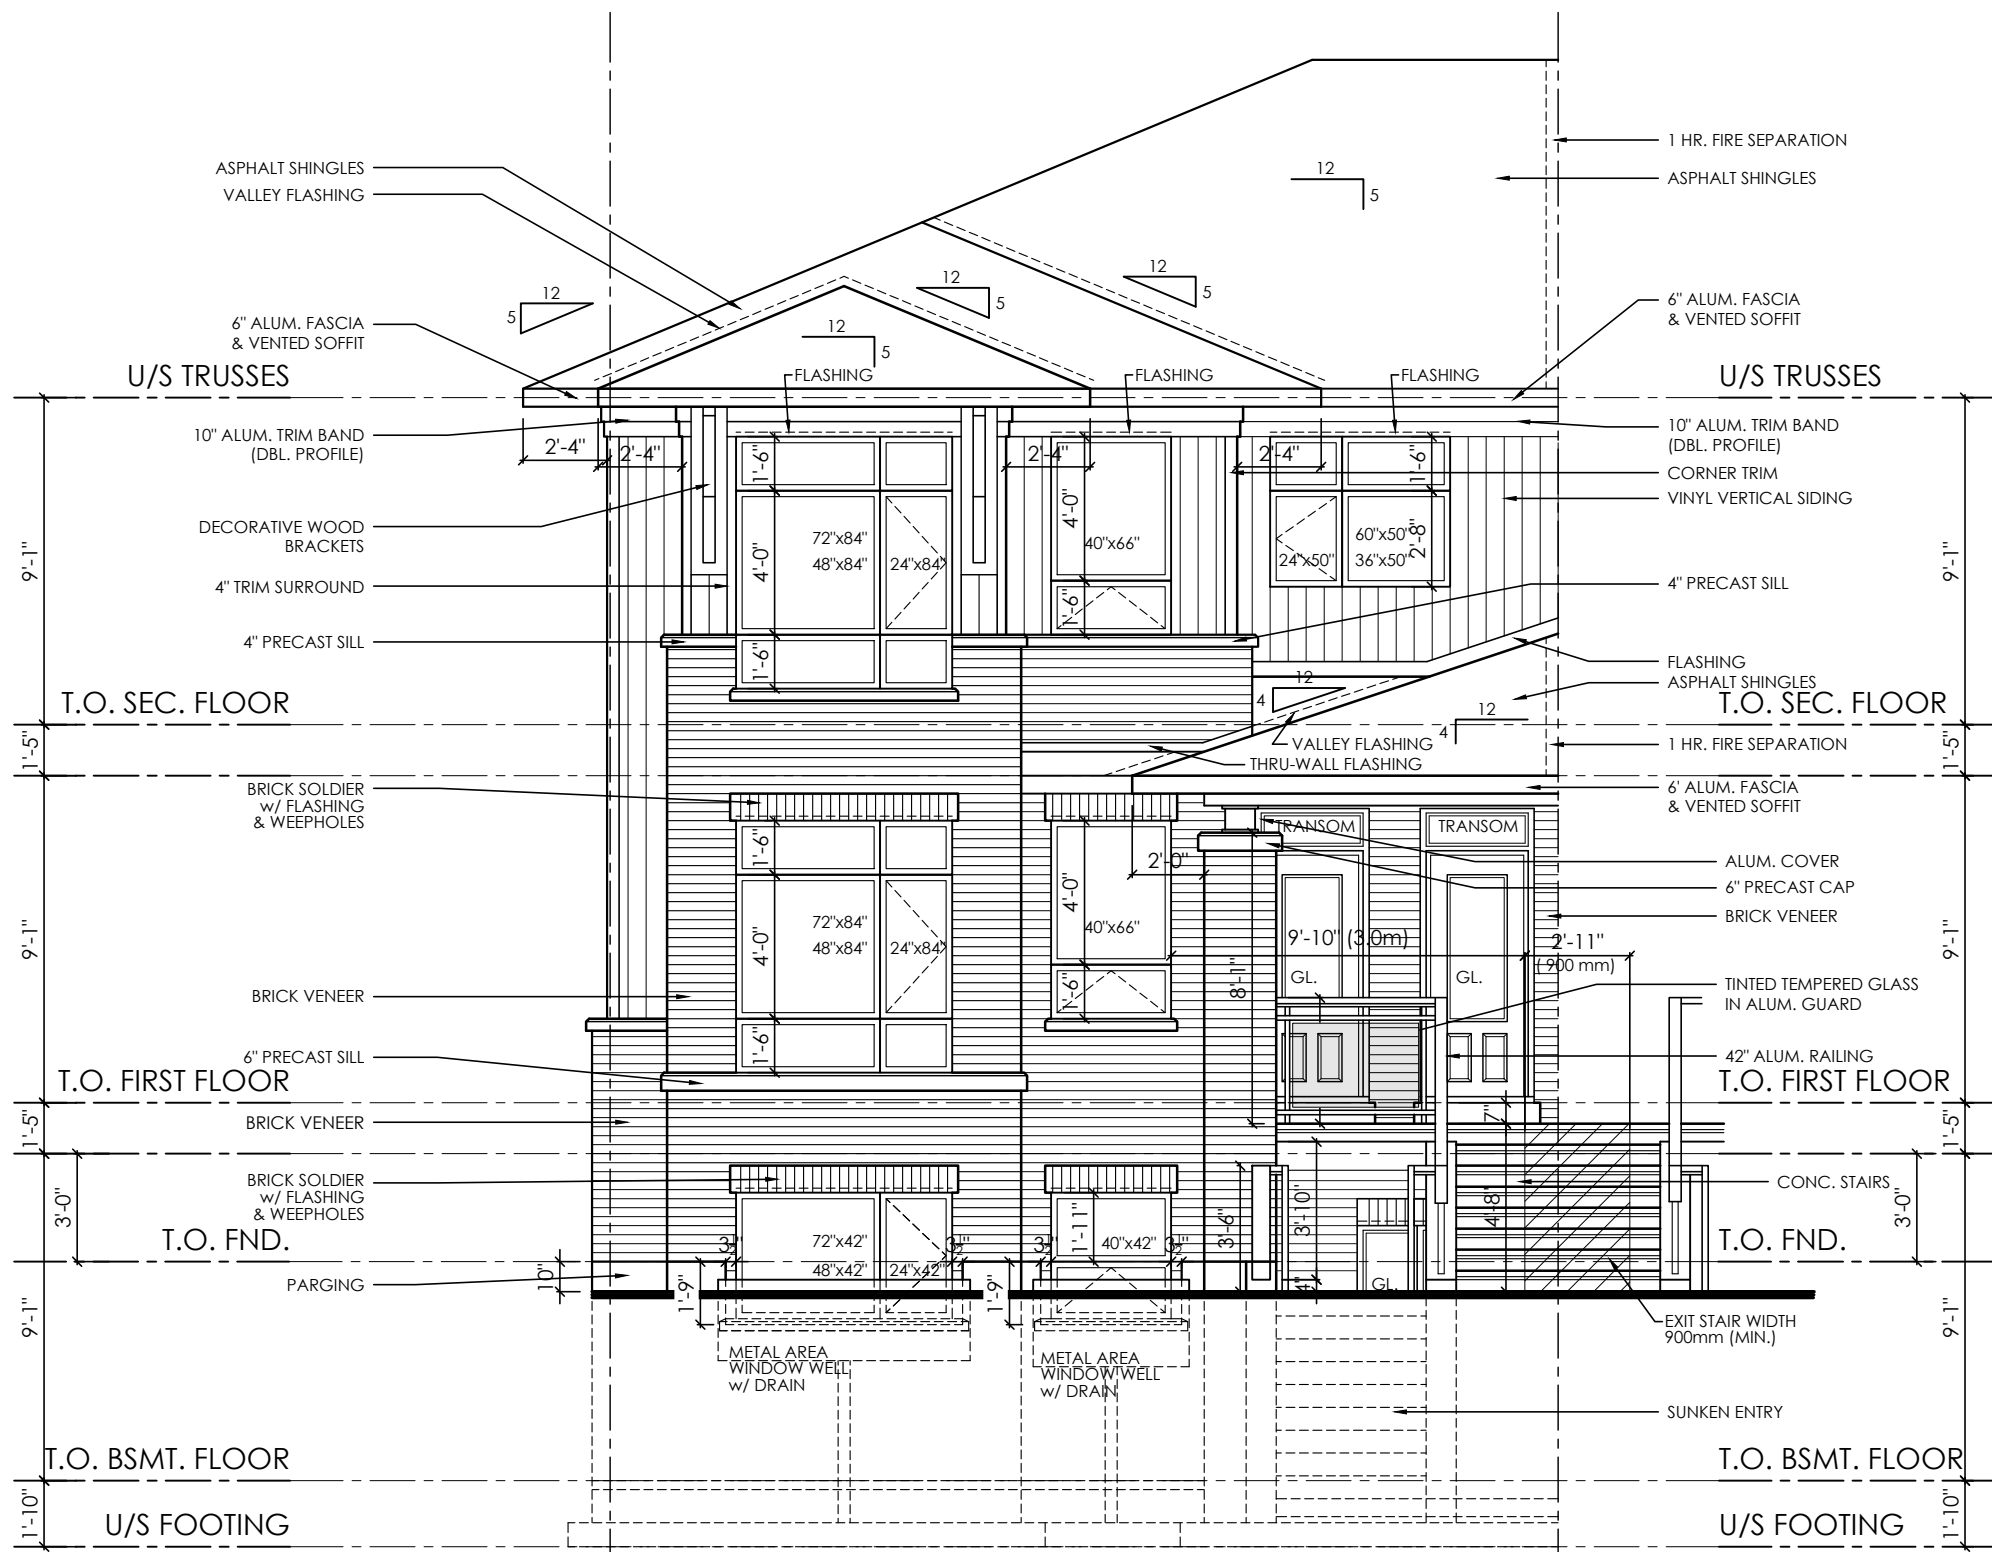 1 HR. FIRE SEPARATION
ASPHALT SHINGLES
VALLEY FLASHING
12
5
ASPHALT SHINGLES
12
5
12
5
12
5
12
5
6" ALUM. FASCIA
& VENTED SOFFIT
6" ALUM. FASCIA
& VENTED SOFFIT
U/S TRUSSES
FLASHING
FLASHING
FLASHING
U/S TRUSSES
10" ALUM. TRIM BAND
(DBL. PROFILE)
2'-4"
2'-4"
1'-6"
2'-4"
2'-4"
1'-6"
10" ALUM. TRIM BAND
(DBL. PROFILE)
CORNER TRIM
VINYL VERTICAL SIDING
DECORATIVE WOOD
BRACKETS
9'-1"
4'-0"
72"x84"
48"x84"
24"x84"
4'-0"
40"x66"
1'-6"
60"x50"
24"x50"
36"x50"
2'-8"
9'-1"
4" TRIM SURROUND
4" PRECAST SILL
4" PRECAST SILL
1'-6"
FLASHING
ASPHALT SHINGLES
T.O. SEC. FLOOR
12
4
12
4
T.O. SEC. FLOOR
1'-5"
VALLEY FLASHING
THRU-WALL FLASHING
1 HR. FIRE SEPARATION
1'-5"
BRICK SOLDIER
w/ FLASHING
& WEEPHOLES
6' ALUM. FASCIA
& VENTED SOFFIT
1'-6"
TRANSOM
TRANSOM
2'-0"
ALUM. COVER
6" PRECAST CAP
BRICK VENEER
9'-1"
4'-0"
72"x84"
48"x84"
24"x84"
4'-0"
40"x66"
1'-6"
9'-10" (3.0m)
2'-11"
(900 mm)
8'-1"
GL.
GL.
9'-1"
BRICK VENEER
TINTED TEMPERED GLASS
IN ALUM. GUARD
6" PRECAST SILL
1'-6"
42" ALUM. RAILING
T.O. FIRST FLOOR
T.O. FIRST FLOOR
1'-5"
BRICK VENEER
7"
1'-5"
BRICK SOLDIER
w/ FLASHING
& WEEPHOLES
CONC. STAIRS
3'-0"
3'-6"
3'-10"
4'-8"
3'-0"
T.O. FND.
72"x42"
48"x42"
24"x42"
3½"
3½"
3½"
3½"
1'-11"
40"x42"
T.O. FND.
PARGING
10"
1'-9"
1'-9"
4"
GL.
9'-1"
EXIT STAIR WIDTH
900mm (MIN.)
9'-1"
METAL AREA
WINDOW WELL
w/ DRAIN
METAL AREA
WINDOW WELL
w/ DRAIN
SUNKEN ENTRY
T.O. BSMT. FLOOR
T.O. BSMT. FLOOR
1'-10"
U/S FOOTING
U/S FOOTING
1'-10"